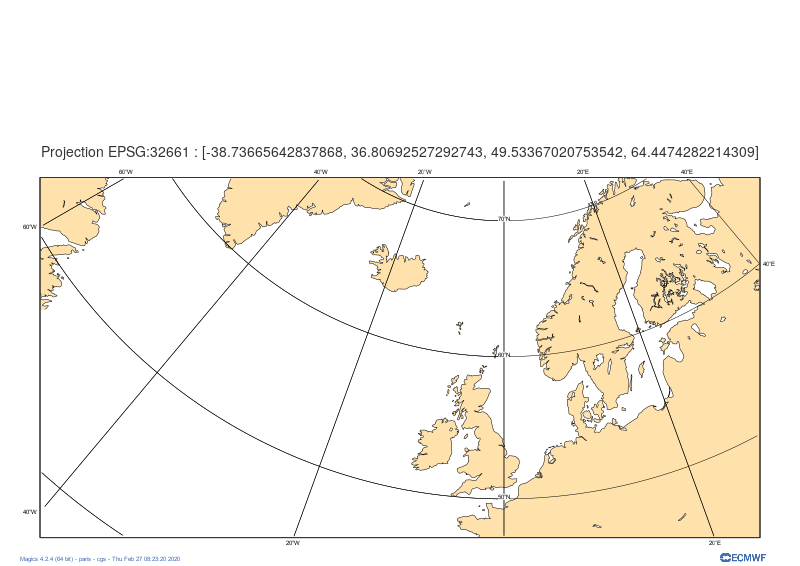 Projection EPSG:32661 : [-38.73665642837868, 36.80692527292743, 49.53367020753542, 64.4474282214309]
60°W 40°W 20°W 20°E 40°E
70°N
60°W
40°E
60°N
50°N
40°W
20°W 20°E
Magics 4.2.4 (64 bit) - paris - cgs - Thu Feb 27 08:23:20 2020
ECMWF